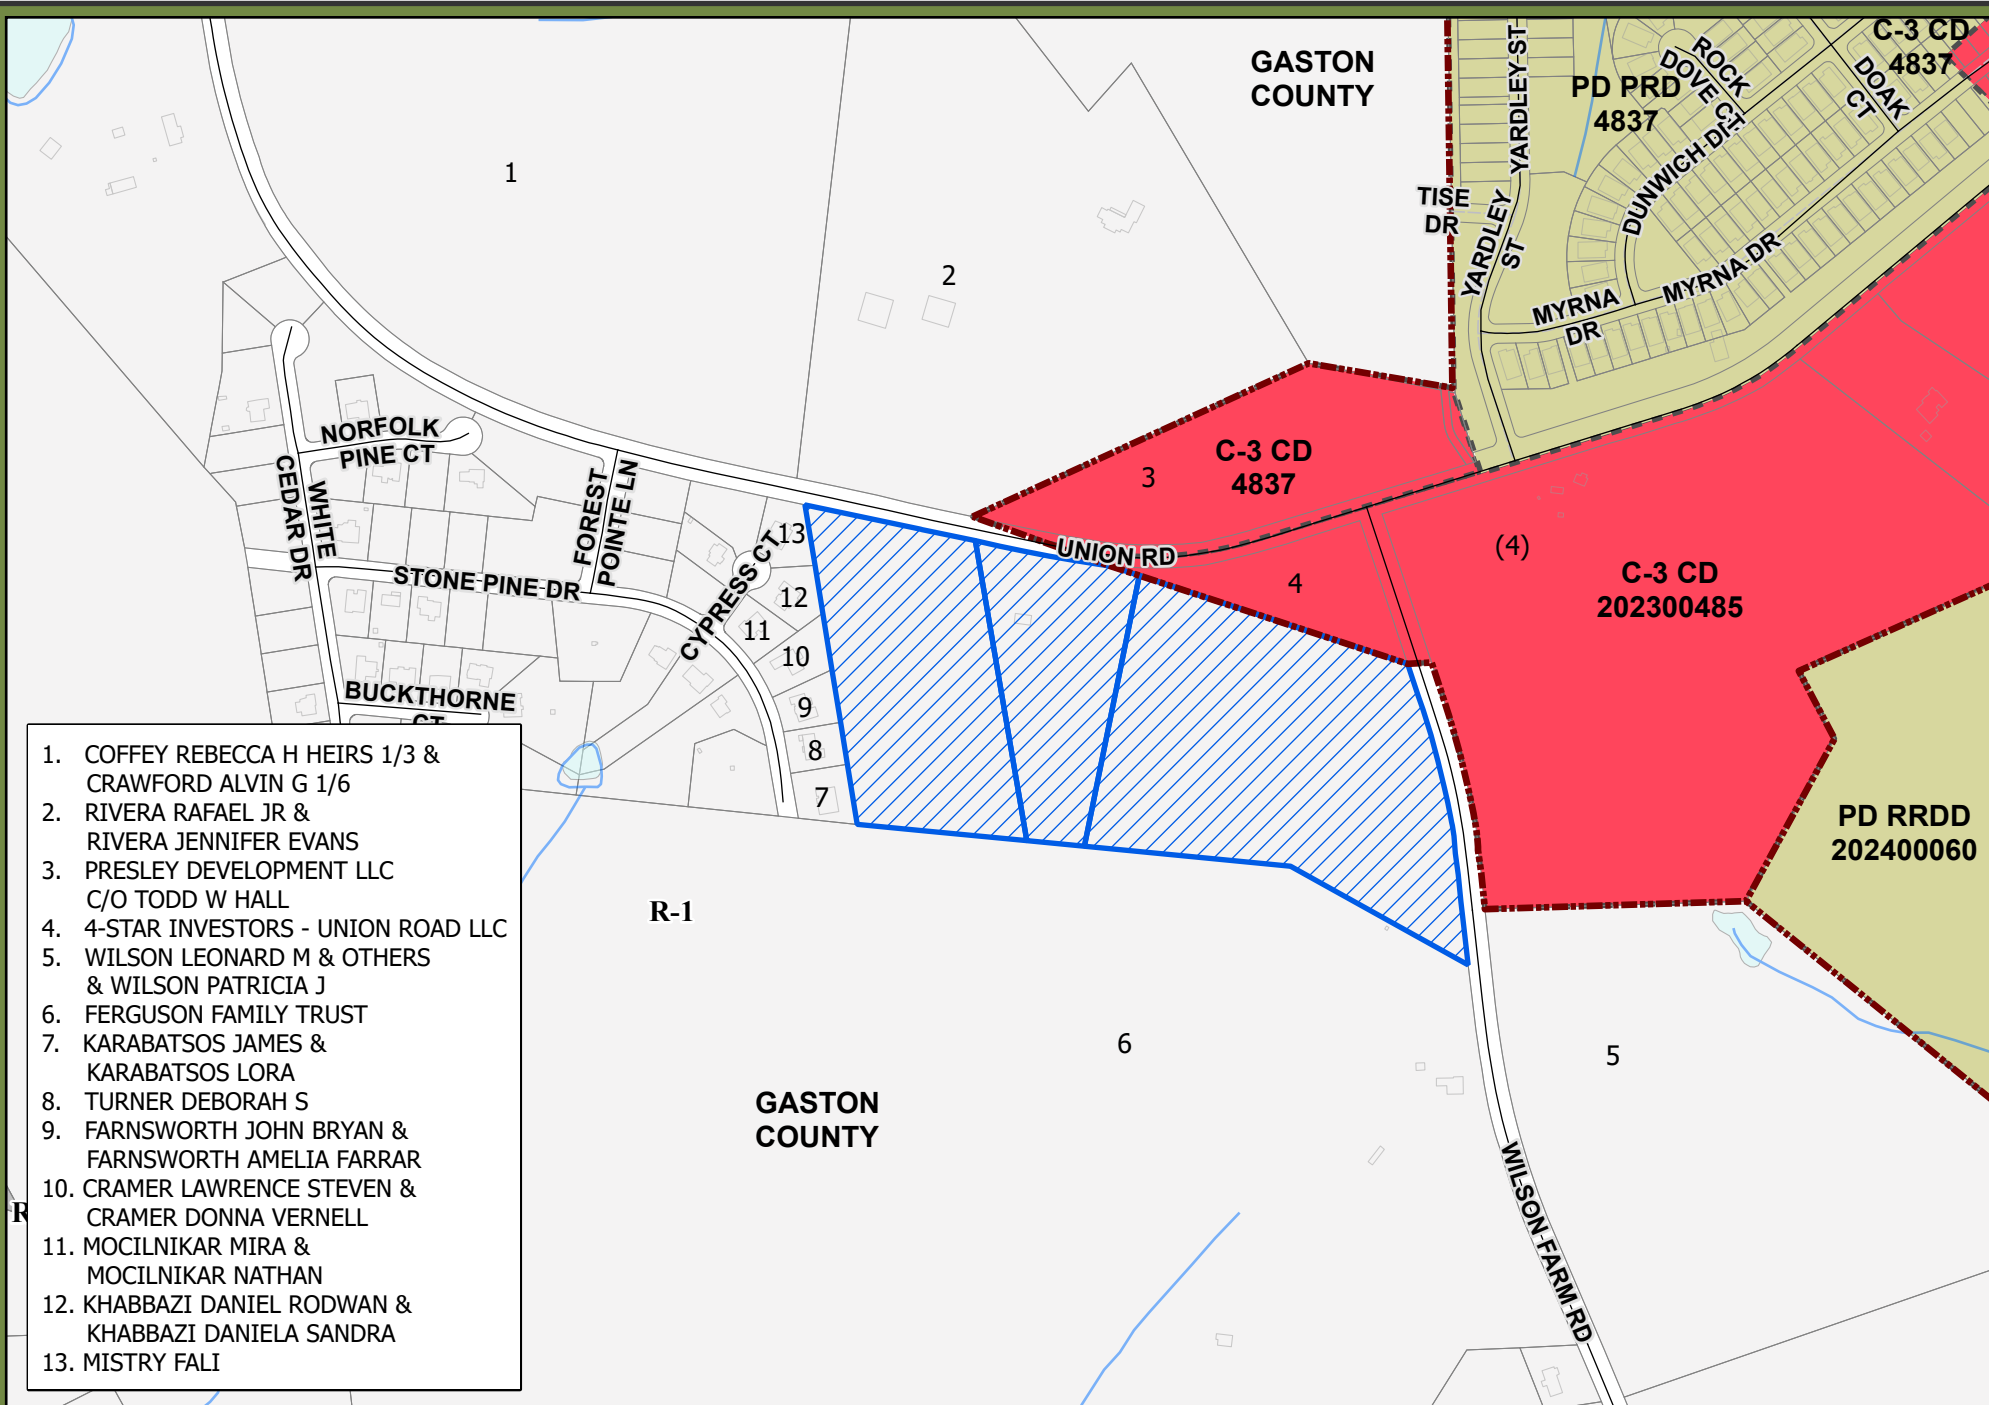 GASTON
COUNTY
C-3 CD
4837
PD PRD
4837
YARDLEY ST
YARDLEY ST
ROCK
DOVE CT
DOAK
CT
DUNWICH DR
TISE
DR
MYRNA
DR
MYRNA DR
1
2
3
C-3 CD
4837
UNION RD
4
(4)
C-3 CD
202300485
PD RRDD
202400060
NORFOLK
PINE CT
WHITE
CEDAR DR
FOREST
POINTE LN
STONE PINE DR
CYPRESS CT
BUCKTHORNE
CT
13
12
11
10
9
8
7
R-1
6
5
GASTON
COUNTY
WILSON FARM RD
R
1. COFFEY REBECCA H HEIRS 1/3 &
CRAWFORD ALVIN G 1/6
2. RIVERA RAFAEL JR &
RIVERA JENNIFER EVANS
3. PRESLEY DEVELOPMENT LLC
C/O TODD W HALL
4. 4-STAR INVESTORS - UNION ROAD LLC
5. WILSON LEONARD M & OTHERS
& WILSON PATRICIA J
6. FERGUSON FAMILY TRUST
7. KARABATSOS JAMES &
KARABATSOS LORA
8. TURNER DEBORAH S
9. FARNSWORTH JOHN BRYAN &
FARNSWORTH AMELIA FARRAR
10. CRAMER LAWRENCE STEVEN &
CRAMER DONNA VERNELL
11. MOCILNIKAR MIRA &
MOCILNIKAR NATHAN
12. KHABBAZI DANIEL RODWAN &
KHABBAZI DANIELA SANDRA
13. MISTRY FALI